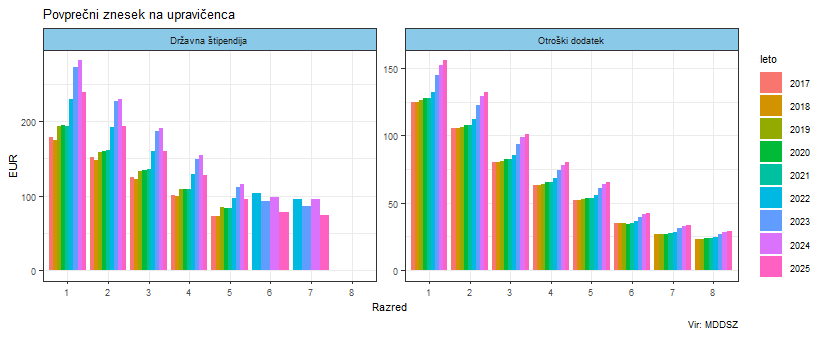 Povprečni znesek na upravičenca
Državna štipendija
Otroški dodatek
EUR
200
100
0
150
100
50
0
1 2 3 4 5 6 7 8
1 2 3 4 5 6 7 8
Razred
leto
2017
2018
2019
2020
2021
2022
2023
2024
2025
Vir: MDDSZ